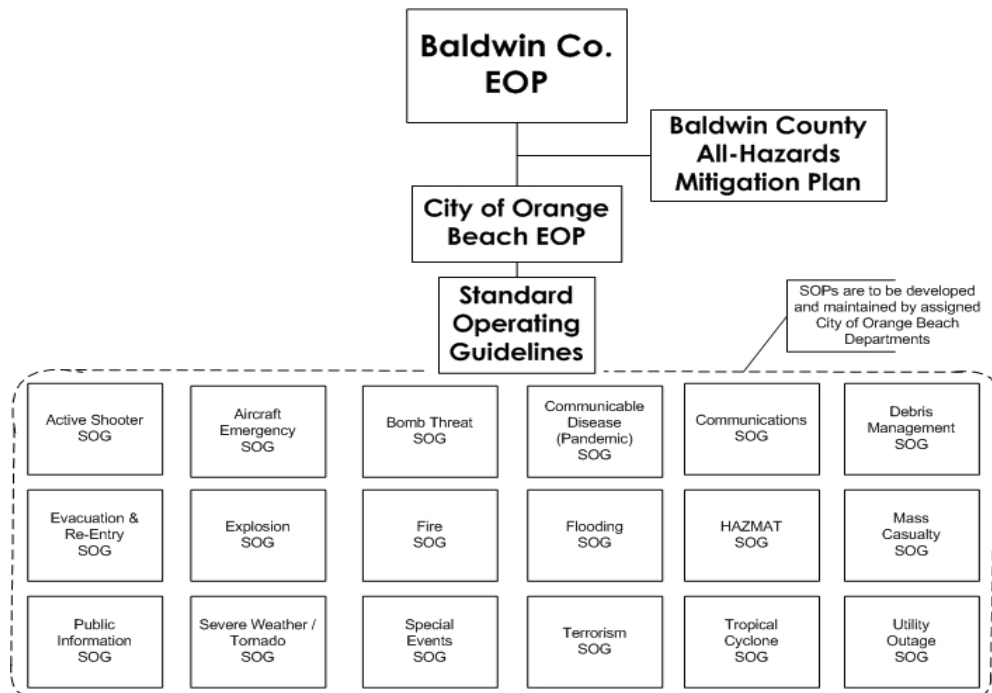 Baldwin Co.
EOP
Baldwin County
All-Hazards
Mitigation Plan
City of Orange
Beach EOP
Standard
Operating
Guidelines
SOPs are to be developed
and maintained by assigned
City of Orange Beach
Departments
Active Shooter
SOG
Aircraft
Emergency
SOG
Bomb Threat
SOG
Communicable
Disease
(Pandemic)
SOG
Communications
SOG
Debris
Management
SOG
Evacuation &
Re-Entry
SOG
Explosion
SOG
Fire
SOG
Flooding
SOG
HAZMAT
SOG
Mass
Casualty
SOG
Public
Information
SOG
Severe Weather /
Tornado
SOG
Special
Events
SOG
Terrorism
SOG
Tropical
Cyclone
SOG
Utility
Outage
SOG